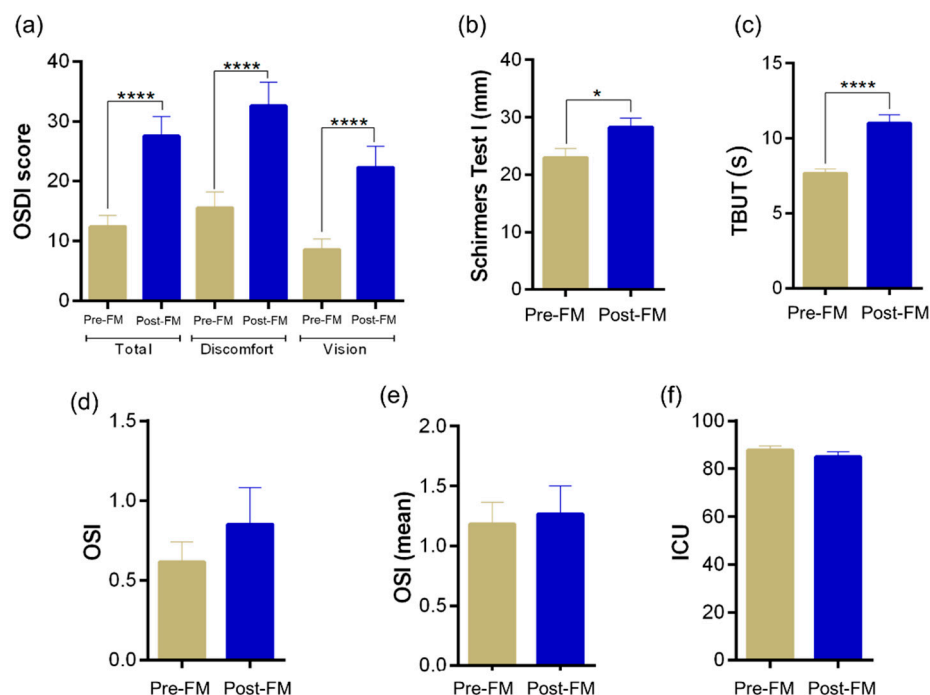 (a)
OSDI score
40
30
20
10
0
****
****
****
Pre-FM Post-FM Pre-FM Post-FM Pre-FM Post-FM
Total Discomfort Vision
(b)
Schirmers Test I (mm)
40
30
20
10
0
*
Pre-FM Post-FM
(c)
TBUT (s)
15
10
5
0
****
Pre-FM Post-FM
(d)
OSI
1.5
1.0
0.5
0.0
Pre-FM Post-FM
(e)
OSI (mean)
2.0
1.5
1.0
0.5
0.0
Pre-FM Post-FM
(f)
ICU
100
80
60
40
20
0
Pre-FM Post-FM